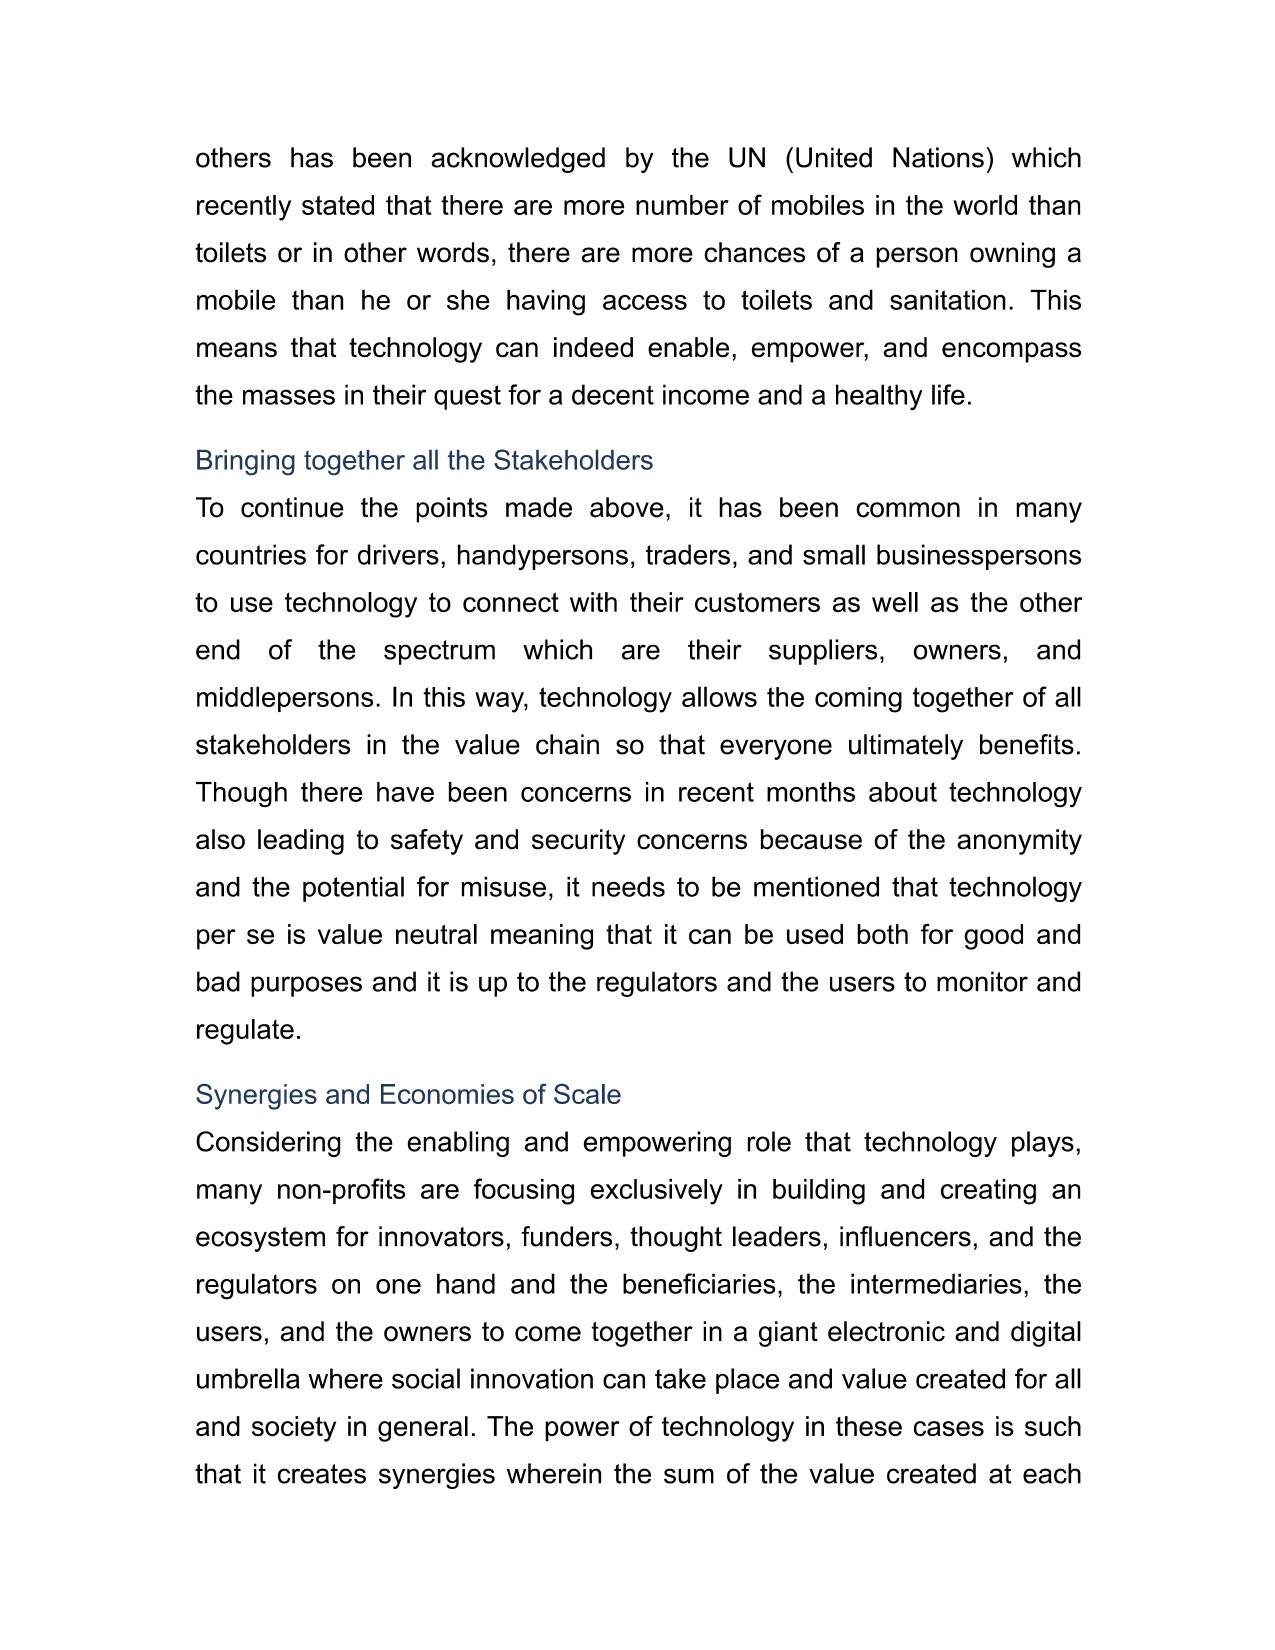 others has been acknowledged by the UN (United Nations) which
recently stated that there are more number of mobiles in the world than
toilets or in other words, there are more chances of a person owning a
mobile than he or she having access to toilets and sanitation. This
means that technology can indeed enable, empower, and encompass
the masses in their quest for a decent income and a healthy life.
Bringing together all the Stakeholders
To continue the points made above, it has been common in many
countries for drivers, handypersons, traders, and small businesspersons
to use technology to connect with their customers as well as the other
end of the spectrum which are their suppliers, owners, and
middlepersons. In this way, technology allows the coming together of all
stakeholders in the value chain so that everyone ultimately benefits.
Though there have been concerns in recent months about technology
also leading to safety and security concerns because of the anonymity
and the potential for misuse, it needs to be mentioned that technology
per se is value neutral meaning that it can be used both for good and
bad purposes and it is up to the regulators and the users to monitor and
regulate.
Synergies and Economies of Scale
Considering the enabling and empowering role that technology plays,
many non-profits are focusing exclusively in building and creating an
ecosystem for innovators, funders, thought leaders, influencers, and the
regulators on one hand and the beneficiaries, the intermediaries, the
users, and the owners to come together in a giant electronic and digital
umbrella where social innovation can take place and value created for all
and society in general. The power of technology in these cases is such
that it creates synergies wherein the sum of the value created at each